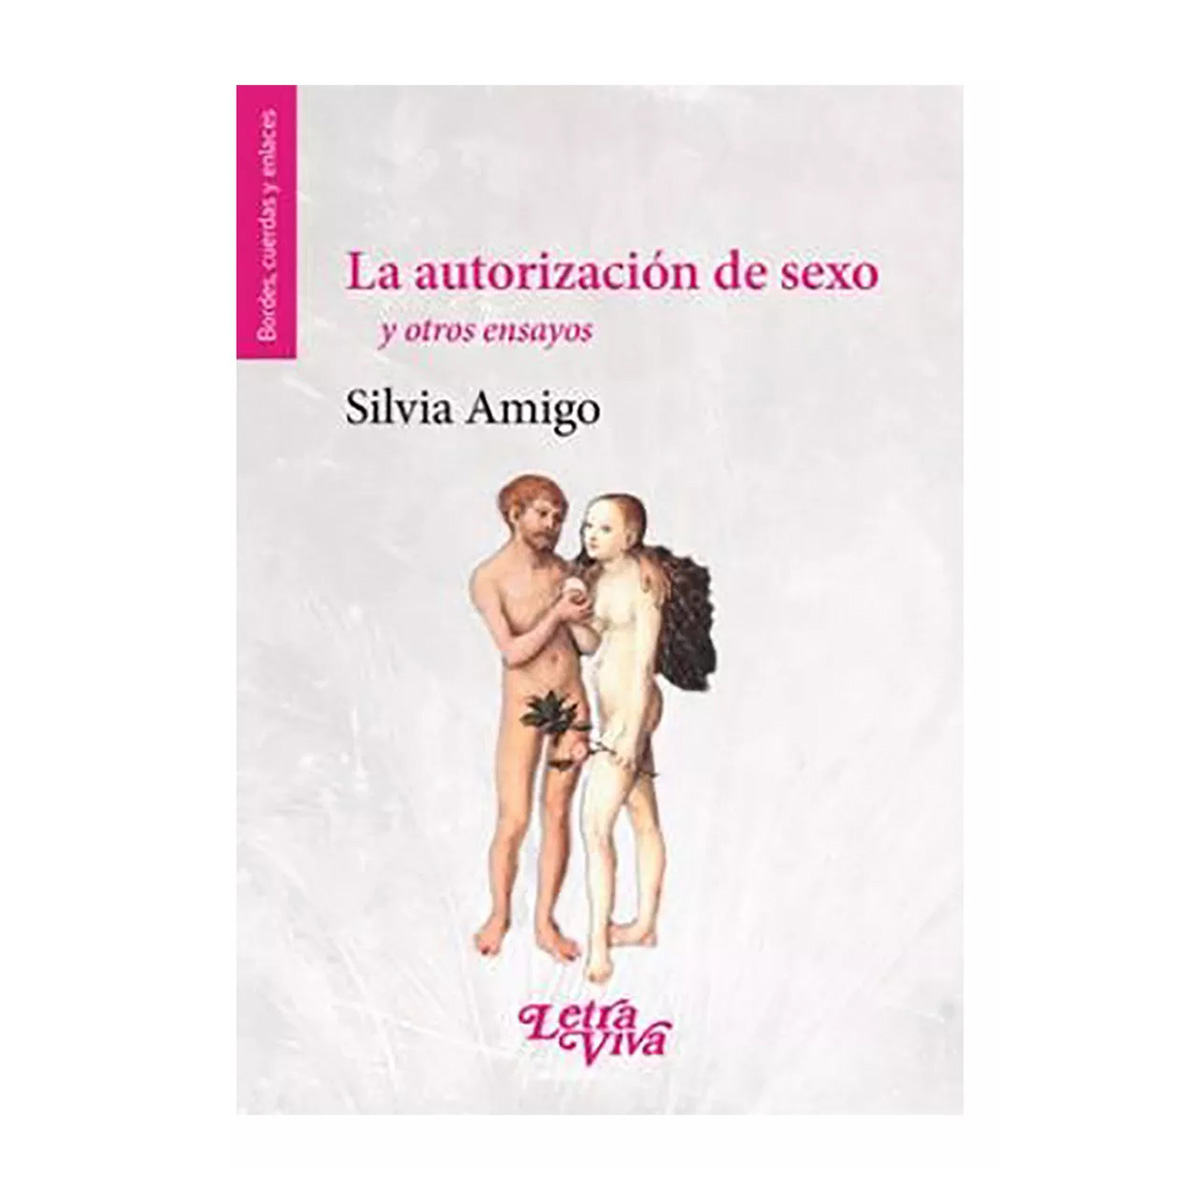 Bordes, cuerdas y enlaces
La autorización de sexo
y otros ensayos
Silvia Amigo
Letra
Viva